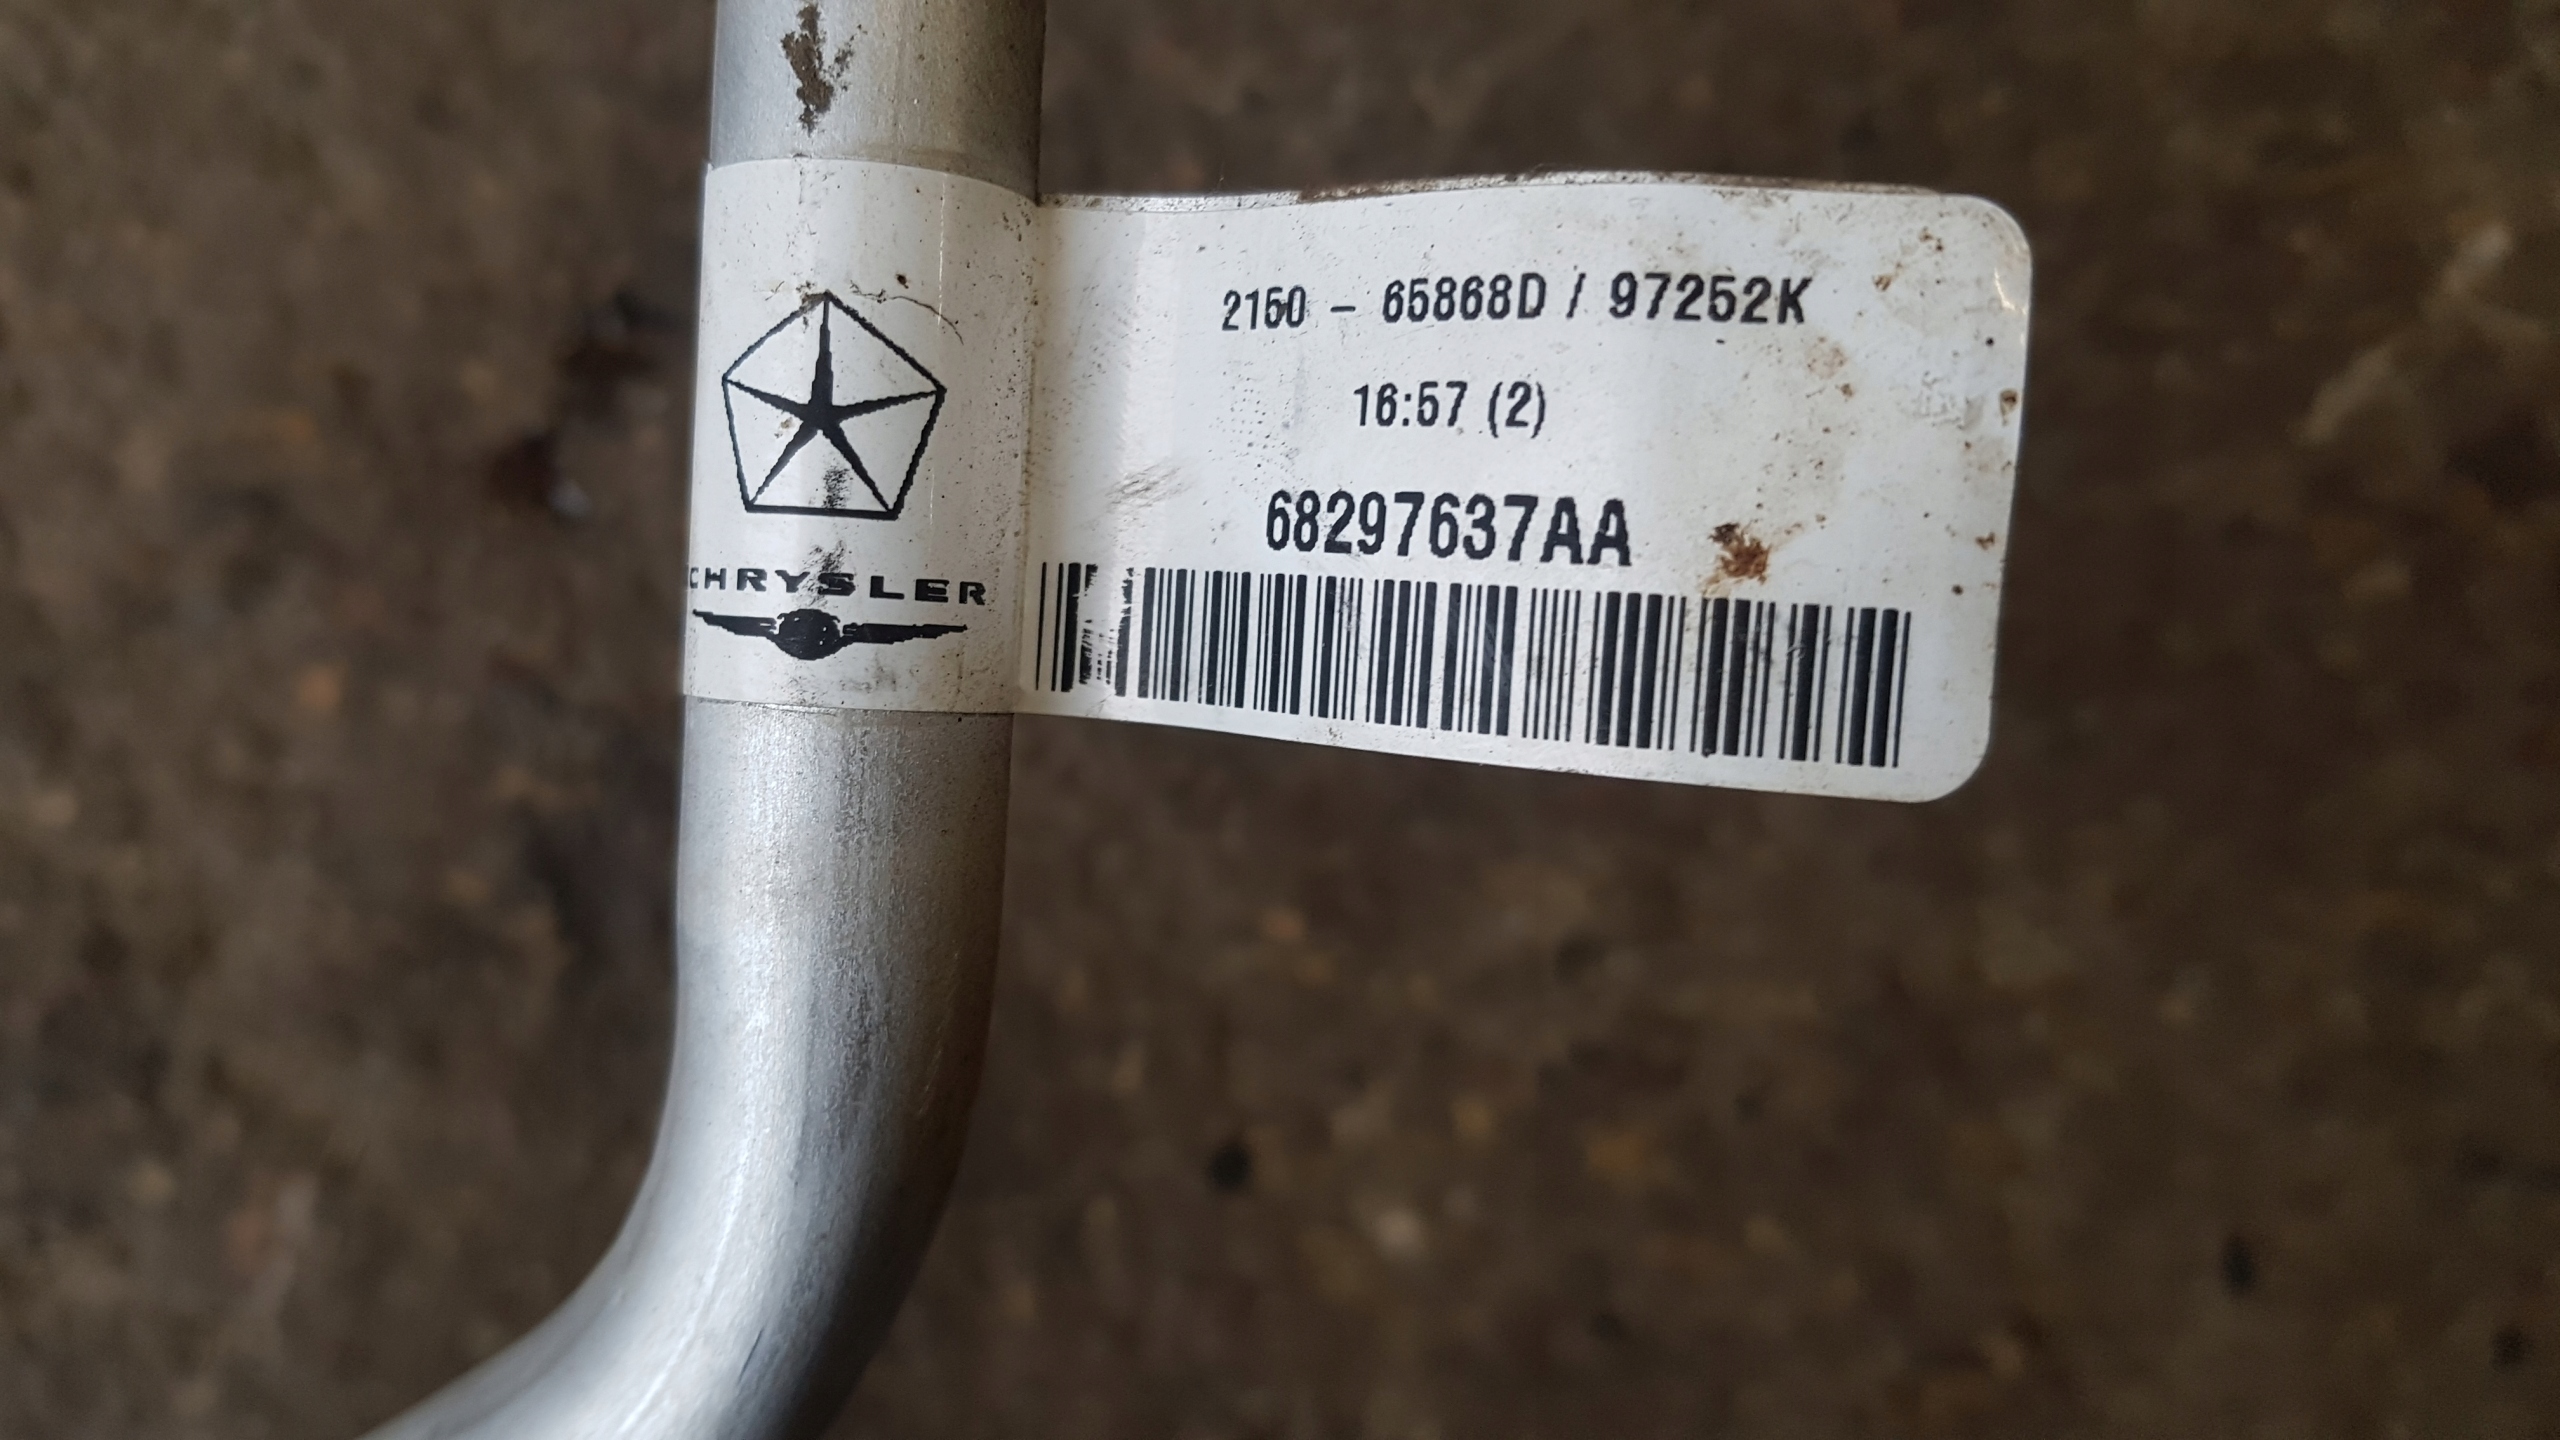 2150 - 65868D / 97252K
16:57 (2)
68297637AA
CHRYSLER